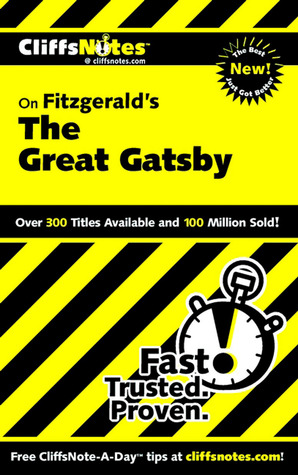 CliffsNotes™
@ cliffsnotes.com
The Best
New!
Just Got Better
On Fitzgerald's
The
Great Gatsby
Over 300 Titles Available and 100 Million Sold!
Fast.
Trusted.
Proven.
Free CliffsNote-A-Day™ tips at cliffsnotes.com!